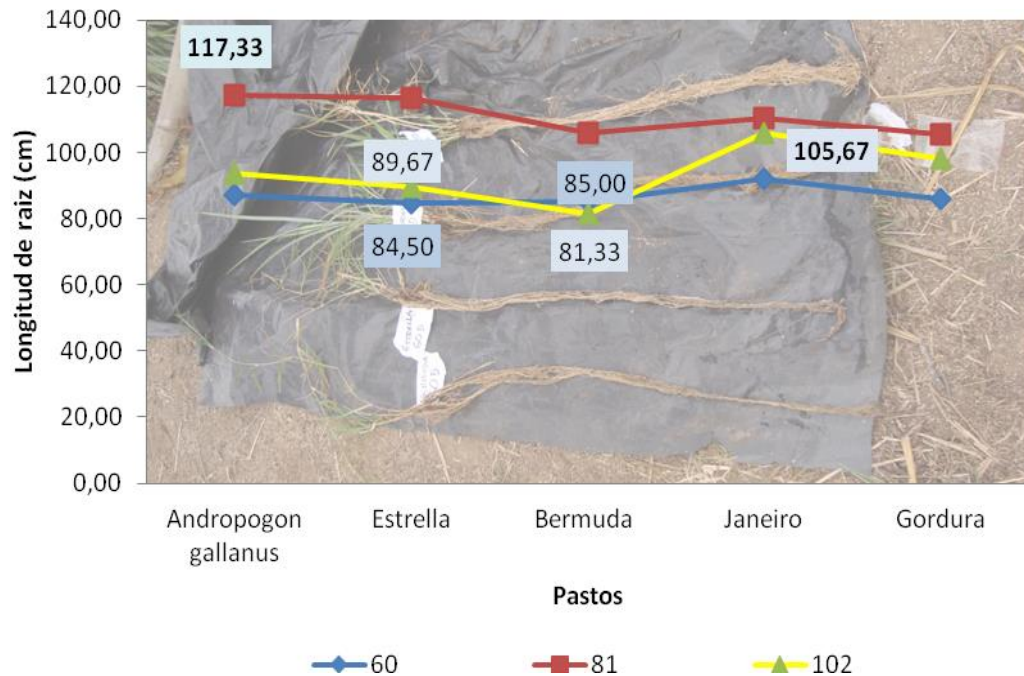 140,00
120,00
100,00
80,00
60,00
40,00
20,00
0,00
Longitud de raiz (cm)
117,33
89,67
84,50
85,00
81,33
105,67
Andropogon gallanus
Estrella
Bermuda
Janeiro
Gordura
Pastos
60
81
102